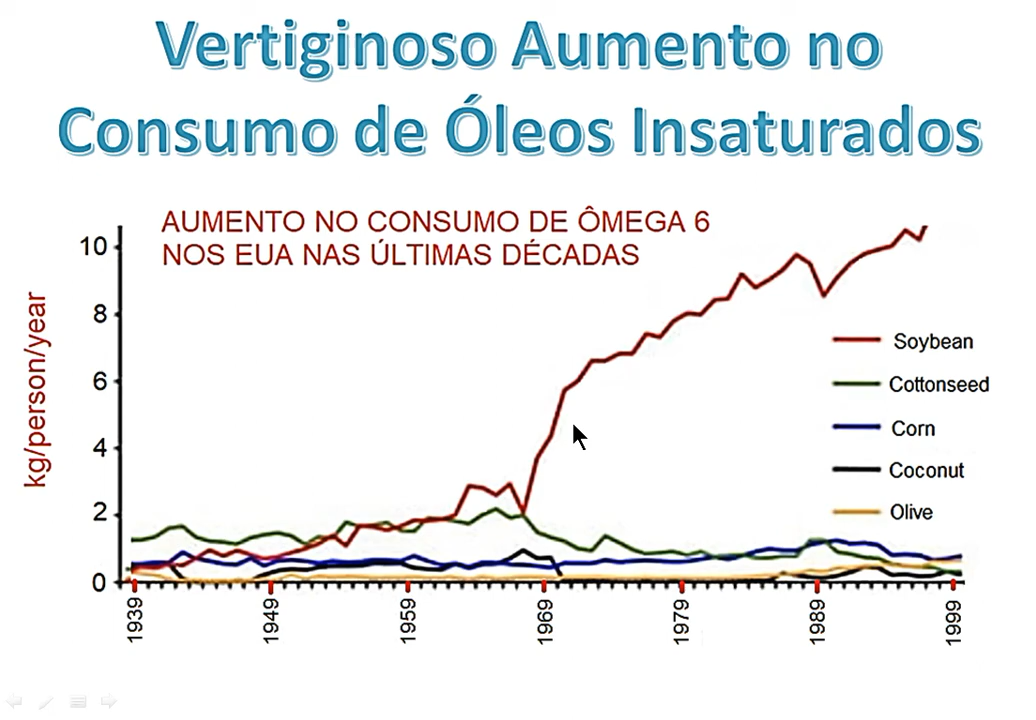 Vertiginoso Aumento no
Consumo de Óleos Insaturados
AUMENTO NO CONSUMO DE ÔMEGA 6
NOS EUA NAS ÚLTIMAS DÉCADAS
kg/person/year
10
8
6
4
2
0
Soybean
Cottonseed
Corn
Coconut
Olive
1939
1949
1959
1969
1979
1989
1999